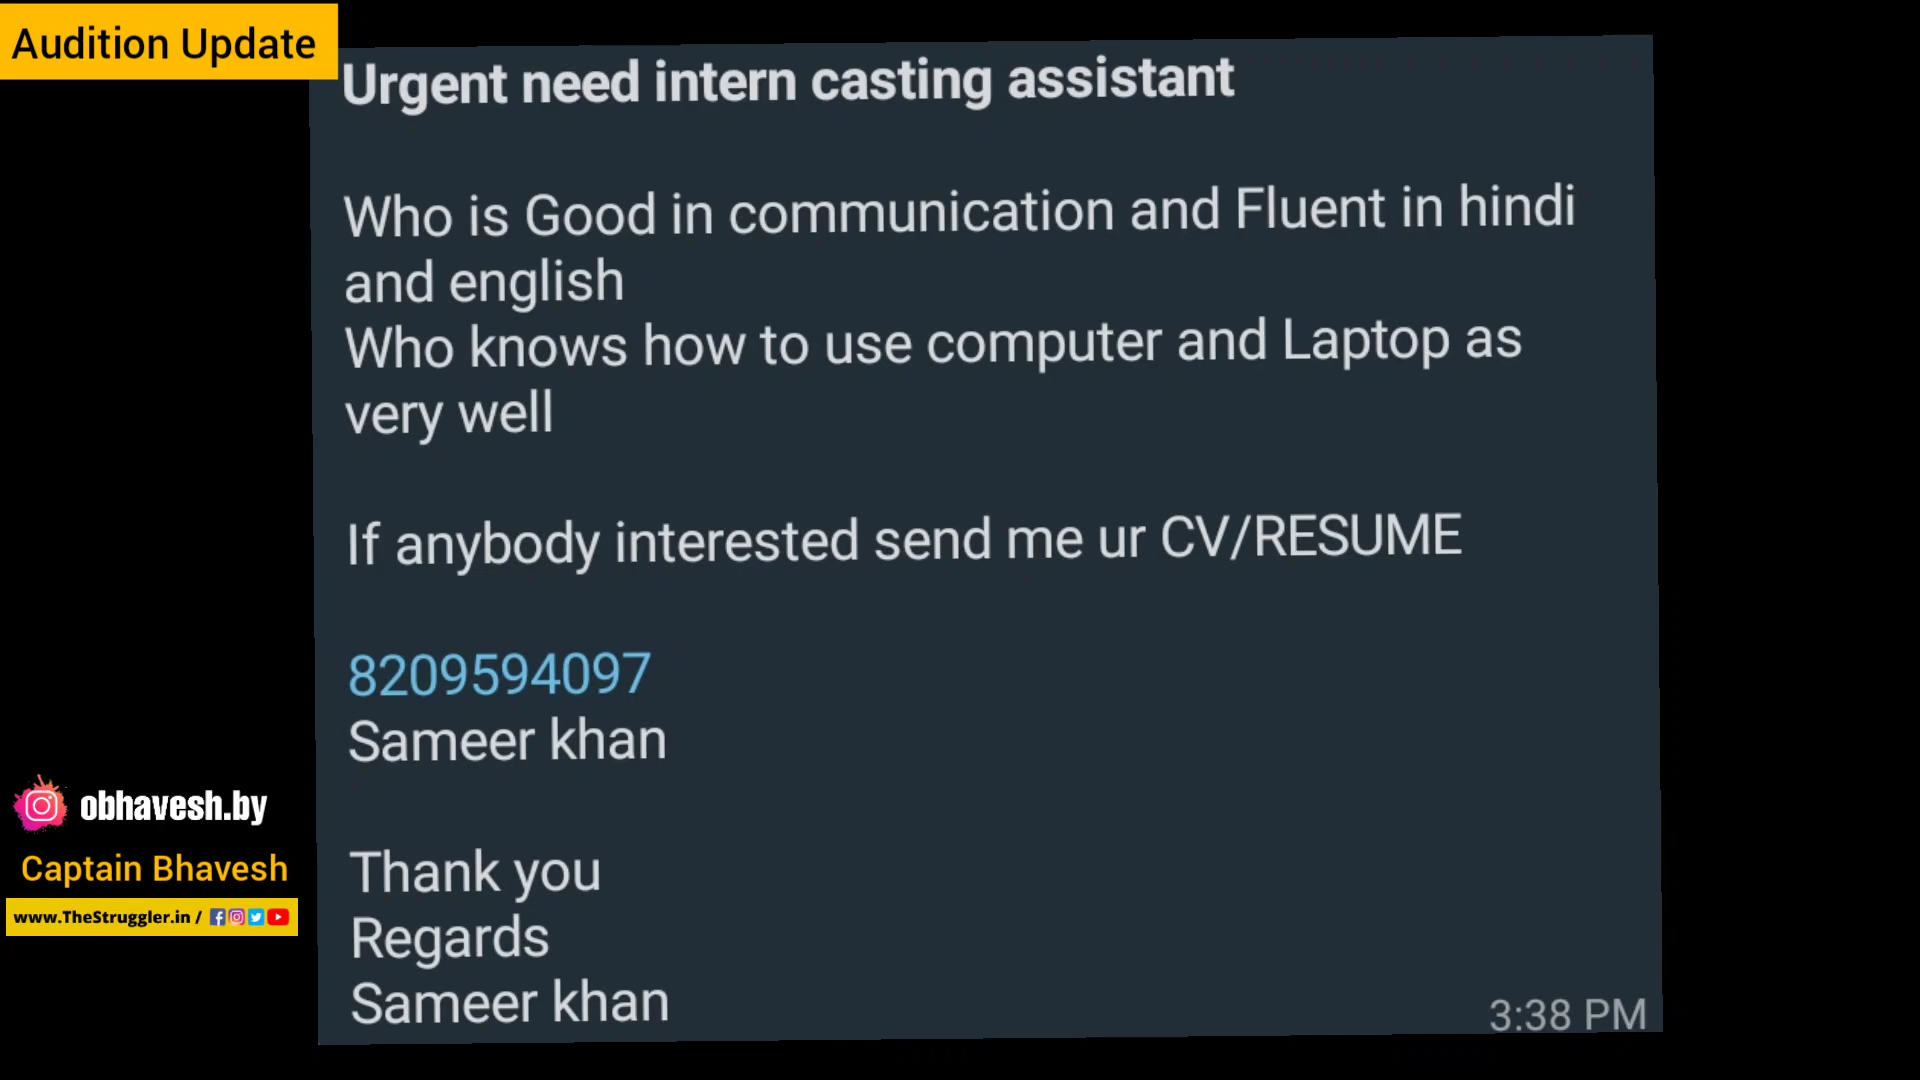 Audition Update
Urgent need intern casting assistant
Who is Good in communication and Fluent in hindi
and english
Who knows how to use computer and Laptop as
very well
If anybody interested send me ur CV/RESUME
8209594097
Sameer khan
Thank you
Regards
Sameer khan
3:38 PM
obhavesh.by
Captain Bhavesh
www.TheStruggler.in /